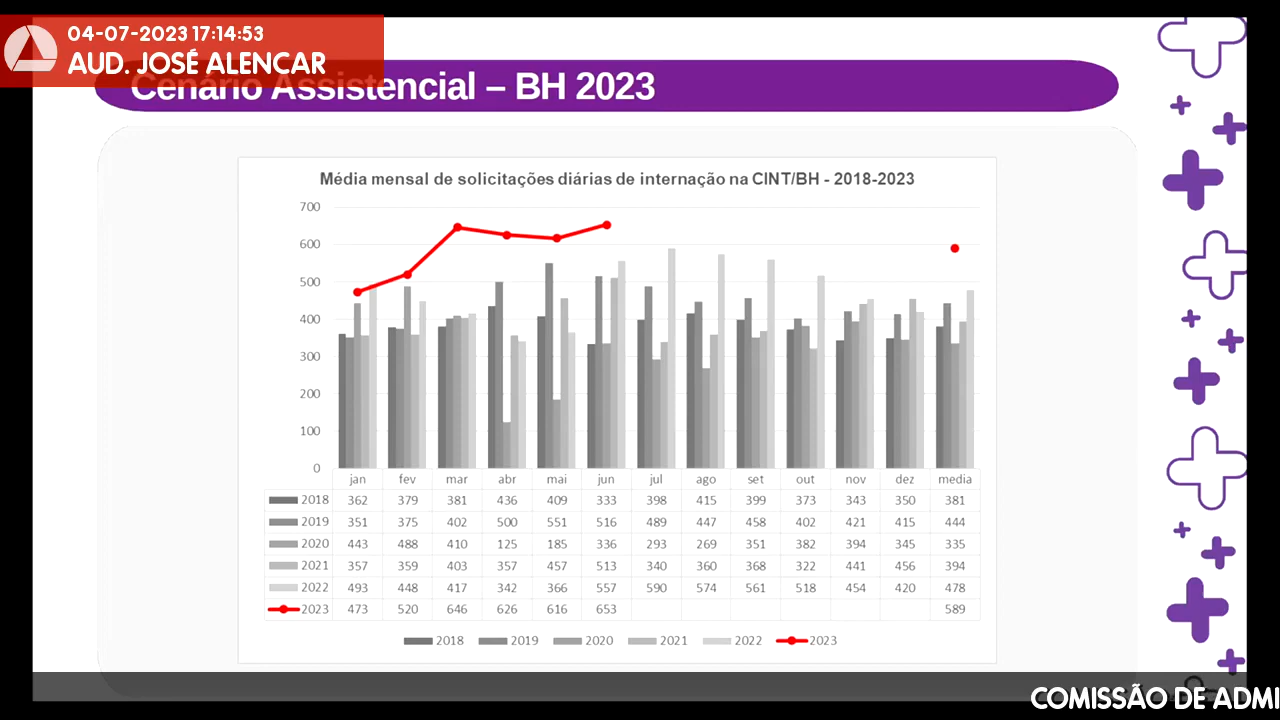 04-07-2023 17:14:53
AUD. JOSÉ ALENCAR
Cenário Assistencial – BH 2023
Média mensal de solicitações diárias de internação na CINT/BH - 2018-2023
700
600
500
400
300
200
100
0
jan fev mar abr mai jun jul ago set out nov dez media
2018 362 379 381 436 409 333 398 415 399 373 343 350 381
2019 351 375 402 500 551 516 489 447 458 402 421 415 444
2020 443 488 410 125 185 336 293 269 351 382 394 345 335
2021 357 359 403 357 457 513 340 360 368 322 441 456 394
2022 493 448 417 342 366 557 590 574 561 518 454 420 478
2023 473 520 646 626 616 653 589
2018 2019 2020 2021 2022 2023
COMISSÃO DE ADMI